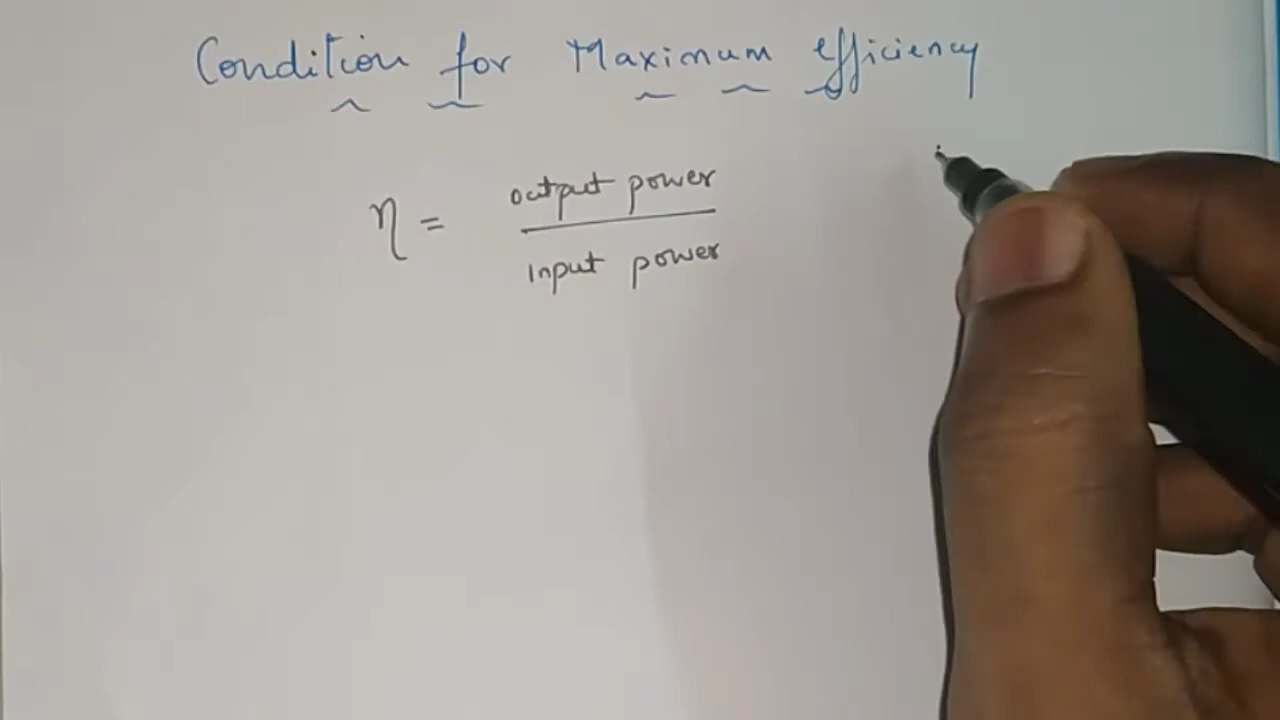 Condition for Maximum efficiency
η = output power
input power